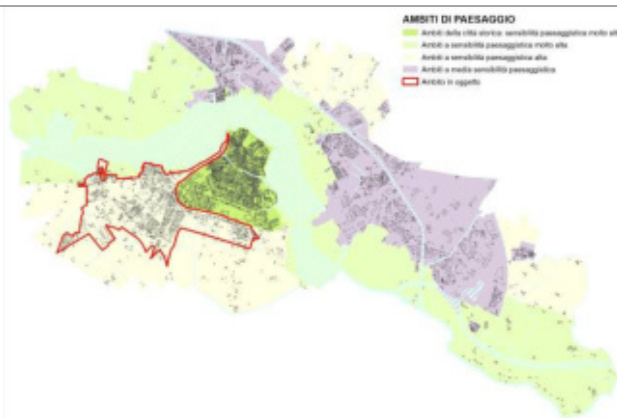 AMBITI DI PAESAGGIO
Ambiti della città storica: sensibilità paesaggistica molto alt
Ambiti a sensibilità paesaggistica molto alta
Ambiti a sensibilità paesaggistica alta
Ambiti a media sensibilità paesaggistica
Ambito in oggetto